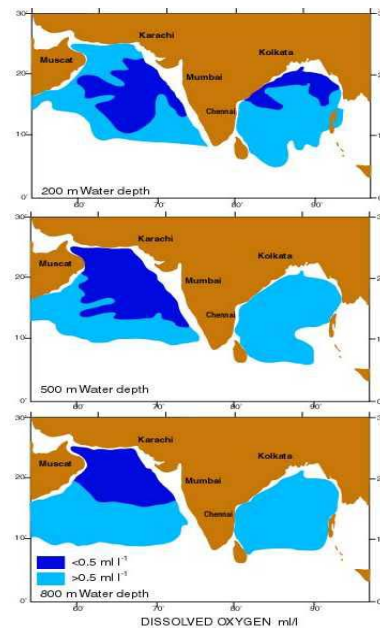 30'
Karachi
Kolkata
Muscat
20'
Mumbai
Chennai
10'
0'
200 m Water depth
60' 70' 80' 90'
30'
Karachi
Muscat
Kolkata
20'
Mumbai
Chennai
10'
0'
500 m Water depth
60' 70' 80' 90'
30'
Karachi
Muscat
Kolkata
20'
Mumbai
Chennai
10'
<0.5 ml l⁻¹
>0.5 ml l⁻¹
0'
800 m Water depth
60' 70' 80' 90'
DISSOLVED OXYGEN ml/l